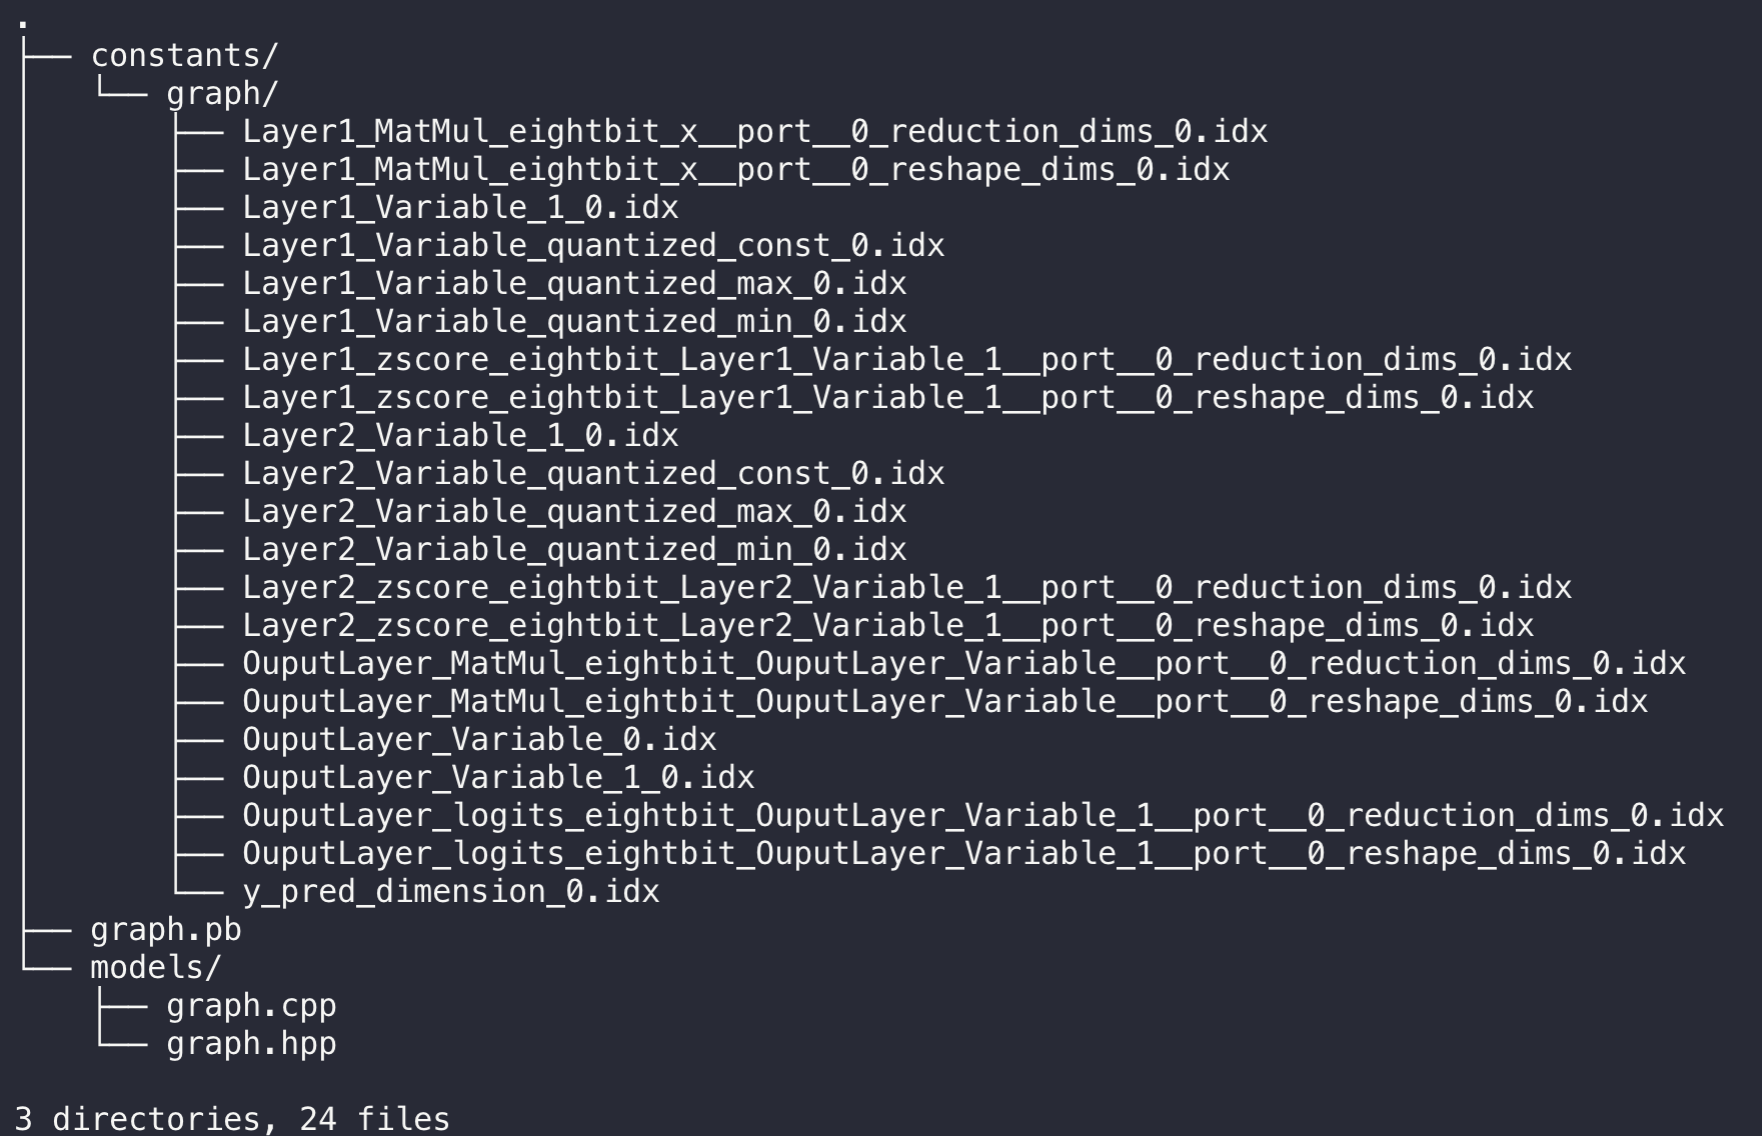 .
├── constants/
│   └── graph/
│       ├── Layer1_MatMul_eightbit_x__port__0_reduction_dims_0.idx
│       ├── Layer1_MatMul_eightbit_x__port__0_reshape_dims_0.idx
│       ├── Layer1_Variable_1_0.idx
│       ├── Layer1_Variable_quantized_const_0.idx
│       ├── Layer1_Variable_quantized_max_0.idx
│       ├── Layer1_Variable_quantized_min_0.idx
│       ├── Layer1_zscore_eightbit_Layer1_Variable_1__port__0_reduction_dims_0.idx
│       ├── Layer1_zscore_eightbit_Layer1_Variable_1__port__0_reshape_dims_0.idx
│       ├── Layer2_Variable_1_0.idx
│       ├── Layer2_Variable_quantized_const_0.idx
│       ├── Layer2_Variable_quantized_max_0.idx
│       ├── Layer2_Variable_quantized_min_0.idx
│       ├── Layer2_zscore_eightbit_Layer2_Variable_1__port__0_reduction_dims_0.idx
│       ├── Layer2_zscore_eightbit_Layer2_Variable_1__port__0_reshape_dims_0.idx
│       ├── OuputLayer_MatMul_eightbit_OuputLayer_Variable__port__0_reduction_dims_0.idx
│       ├── OuputLayer_MatMul_eightbit_OuputLayer_Variable__port__0_reshape_dims_0.idx
│       ├── OuputLayer_Variable_0.idx
│       ├── OuputLayer_Variable_1_0.idx
│       ├── OuputLayer_logits_eightbit_OuputLayer_Variable_1__port__0_reduction_dims_0.idx
│       ├── OuputLayer_logits_eightbit_OuputLayer_Variable_1__port__0_reshape_dims_0.idx
│       └── y_pred_dimension_0.idx
├── graph.pb
└── models/
    ├── graph.cpp
    └── graph.hpp

3 directories, 24 files